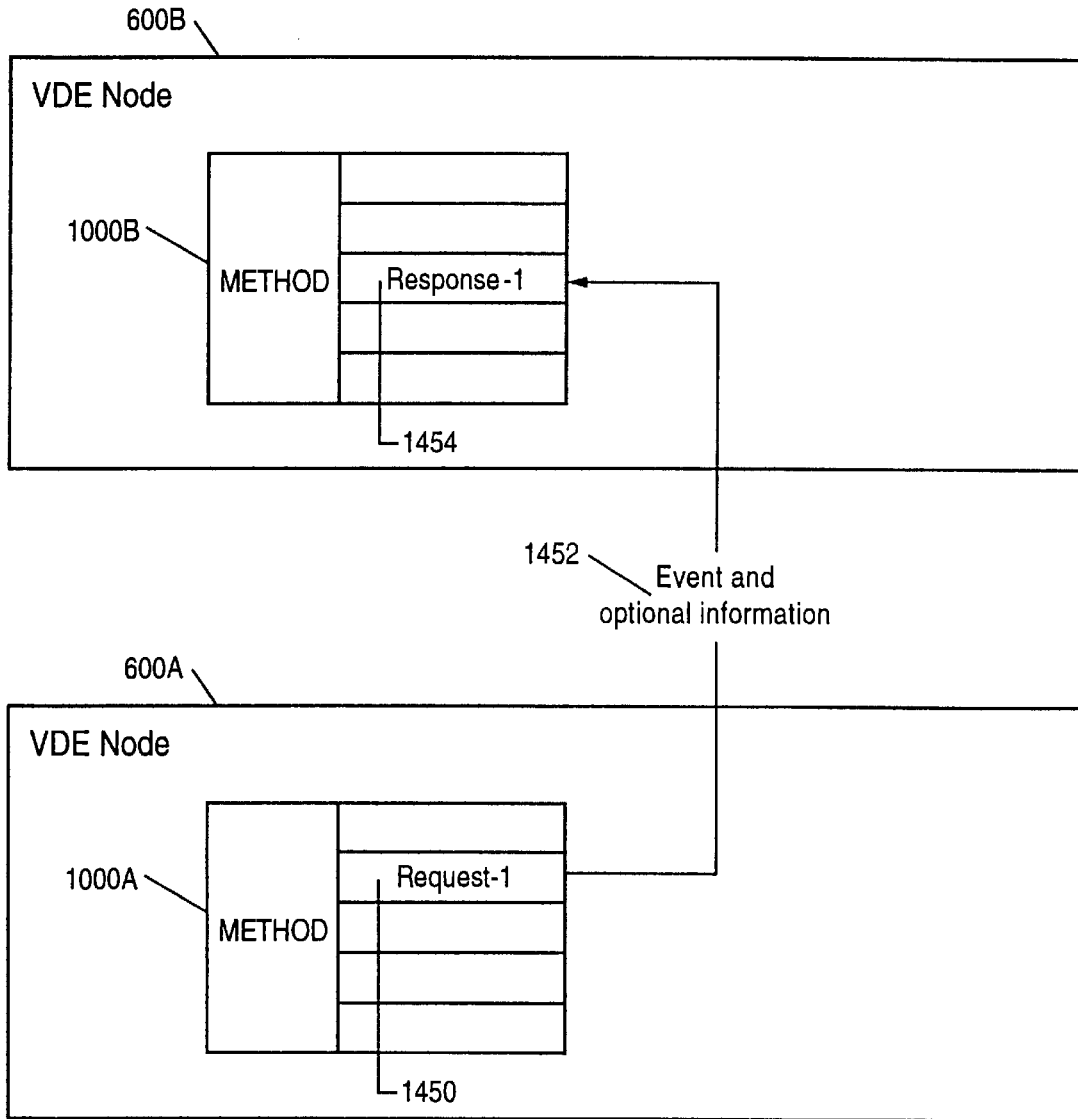 600B
VDE Node
1000B
METHOD
Response-1
1454
1452
Event and
optional information
600A
VDE Node
1000A
METHOD
Request-1
1450